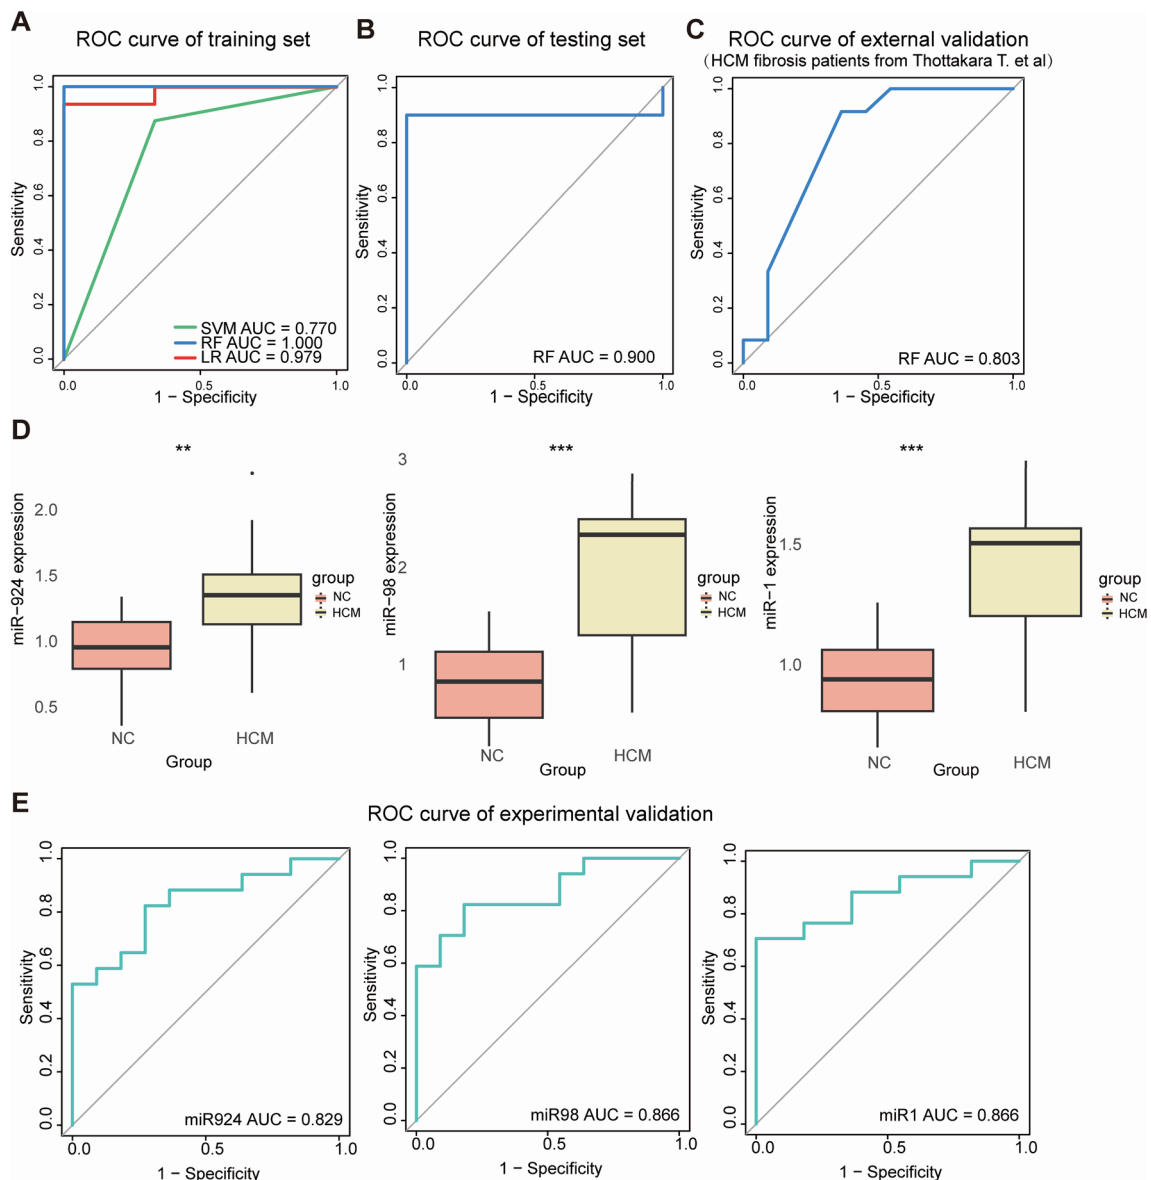 A
ROC curve of training set
1.0
0.8
0.6
0.4
0.2
0.0
Sensitivity
SVM AUC = 0.770
RF AUC = 1.000
LR AUC = 0.979
0.0 0.5 1.0
1 − Specificity
B
ROC curve of testing set
1.0
0.8
0.6
0.4
0.2
0.0
Sensitivity
RF AUC = 0.900
0.0 0.5 1.0
1 − Specificity
C
ROC curve of external validation
(HCM fibrosis patients from Thottakara T. et al)
1.0
0.8
0.6
0.4
0.2
0.0
Sensitivity
RF AUC = 0.803
0.0 0.5 1.0
1 − Specificity
D
**
miR−924 expression
2.0
1.5
1.0
0.5
NC HCM
Group
group
NC
HCM
***
miR−98 expression
3
2
1
NC HCM
Group
group
NC
HCM
***
miR−1 expression
1.5
1.0
NC HCM
Group
group
NC
HCM
E
ROC curve of experimental validation
1.0
0.8
0.6
0.4
0.2
0.0
Sensitivity
miR924 AUC = 0.829
0.0 0.5 1.0
1 − Specificity
1.0
0.8
0.6
0.4
0.2
0.0
Sensitivity
miR98 AUC = 0.866
0.0 0.5 1.0
1 − Specificity
1.0
0.8
0.6
0.4
0.2
0.0
Sensitivity
miR1 AUC = 0.866
0.0 0.5 1.0
1 − Specificity